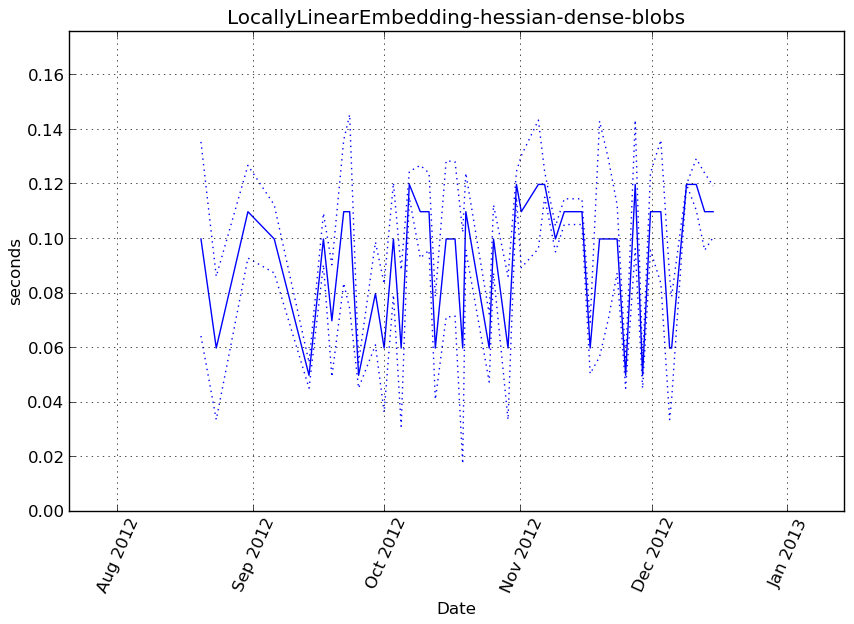 LocallyLinearEmbedding-hessian-dense-blobs
0.16
0.14
0.12
0.10
0.08
0.06
0.04
0.02
0.00
seconds
Aug 2012
Sep 2012
Oct 2012
Nov 2012
Dec 2012
Jan 2013
Date